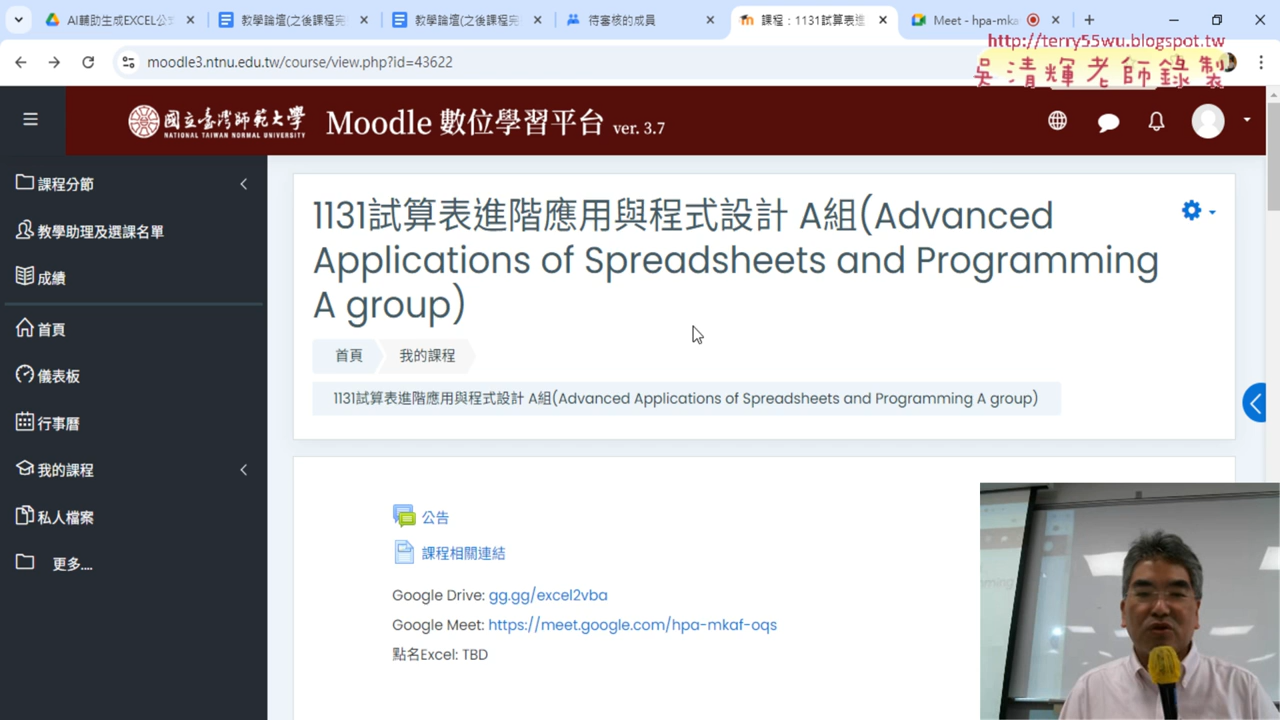 AI輔助生成EXCEL公式
教學論壇(之後課程完
教學論壇(之後課程完
待審核的成員
課程：1131試算表進
Meet - hpa-mka
http://terry55wu.blogspot.tw
吳清輝老師錄製
moodle3.ntnu.edu.tw/course/view.php?id=43622
國立臺灣師範大學
NATIONAL TAIWAN NORMAL UNIVERSITY
Moodle 數位學習平台 ver. 3.7
課程分節
教學助理及選課名單
成績
首頁
儀表板
行事曆
我的課程
私人檔案
更多....
1131試算表進階應用與程式設計 A組(Advanced
Applications of Spreadsheets and Programming
A group)
首頁
我的課程
1131試算表進階應用與程式設計 A組(Advanced Applications of Spreadsheets and Programming A group)
公告
課程相關連結
Google Drive: gg.gg/excel2vba
Google Meet: https://meet.google.com/hpa-mkaf-oqs
點名Excel: TBD